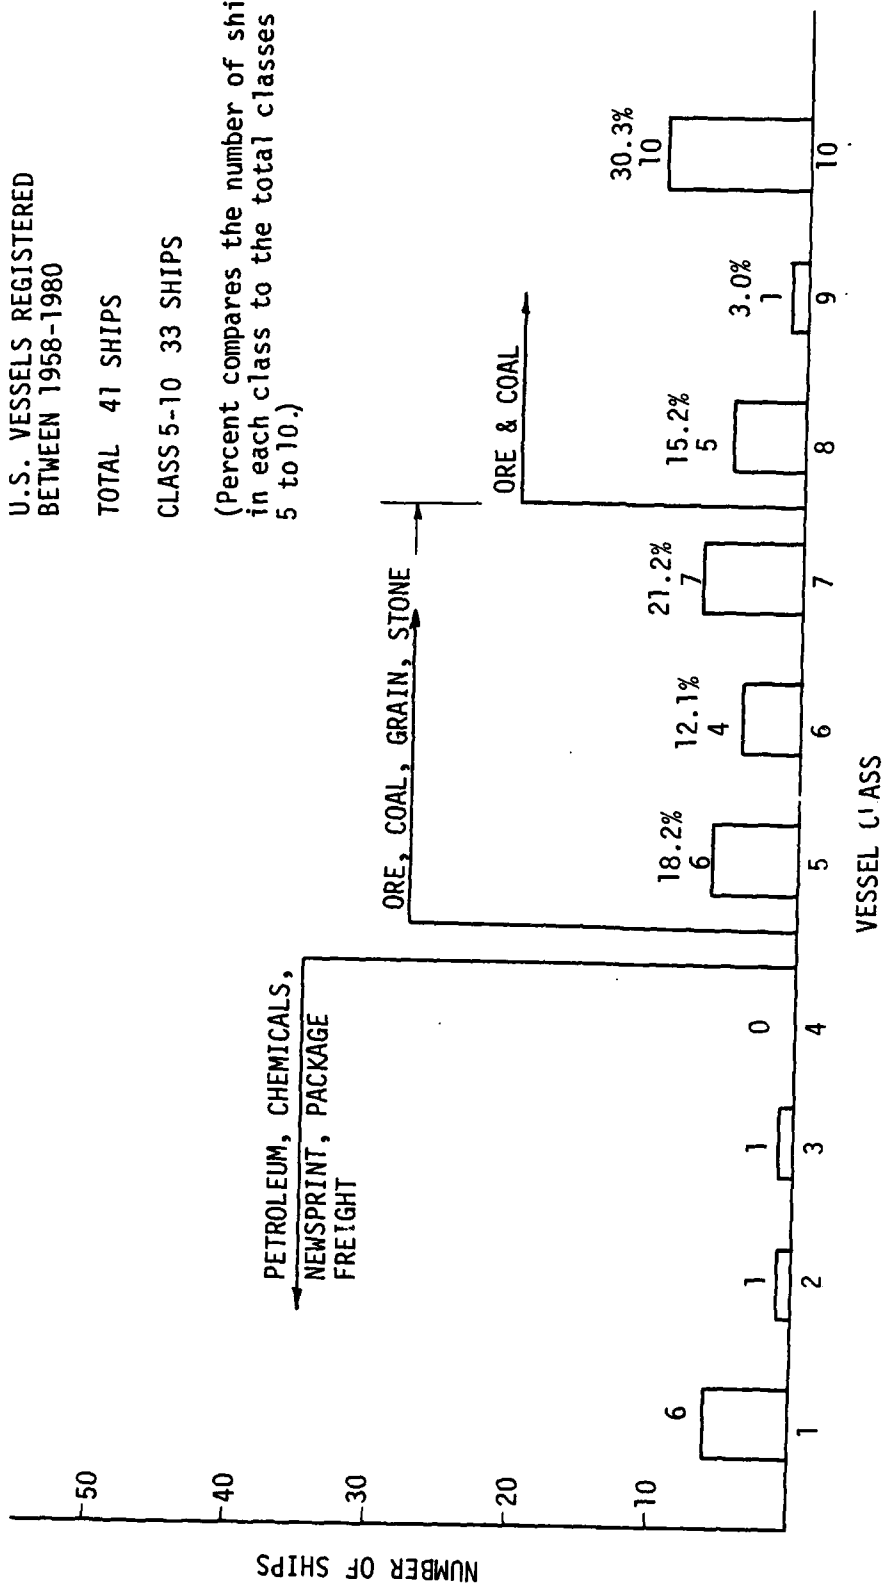 U.S. VESSELS REGISTERED
BETWEEN 1958-1980
TOTAL 41 SHIPS
CLASS 5-10 33 SHIPS
(Percent compares the number of shi
in each class to the total classes
5 to 10.)
PETROLEUM, CHEMICALS,
NEWSPRINT, PACKAGE
FREIGHT
ORE, COAL, GRAIN, STONE
ORE & COAL
NUMBER OF SHIPS
50
40
30
20
10
6
1
1
0
18.2%
6
12.1%
4
21.2%
7
15.2%
5
3.0%
1
30.3%
10
1 2 3 4 5 6 7 8 9 10
VESSEL CLASS